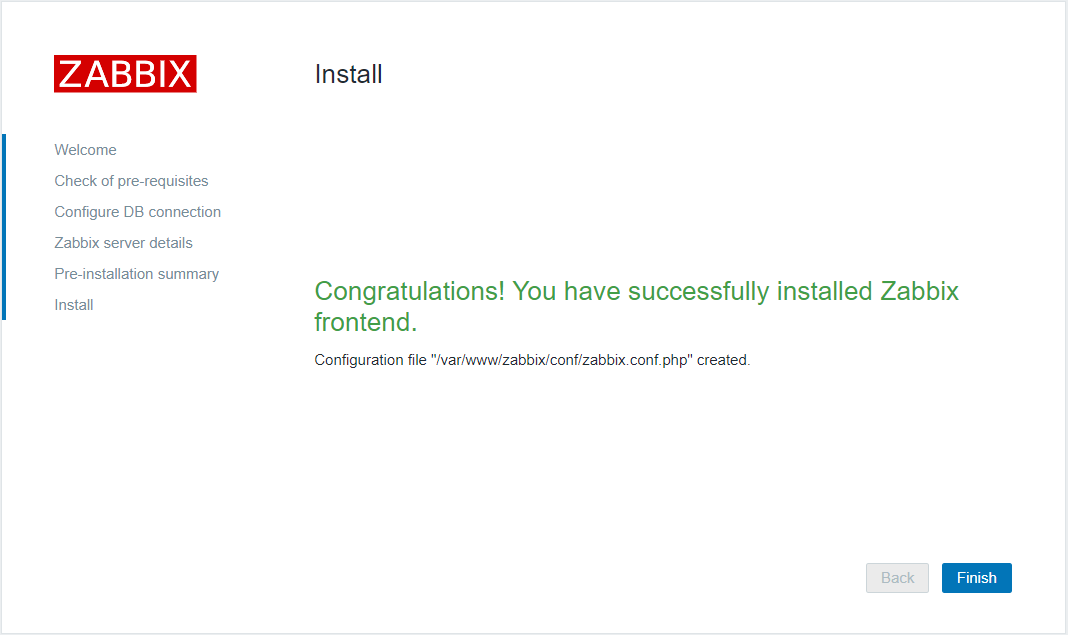 ZABBIX
Install
Welcome
Check of pre-requisites
Configure DB connection
Zabbix server details
Pre-installation summary
Install
Congratulations! You have successfully installed Zabbix
frontend.
Configuration file "/var/www/zabbix/conf/zabbix.conf.php" created.
Back
Finish